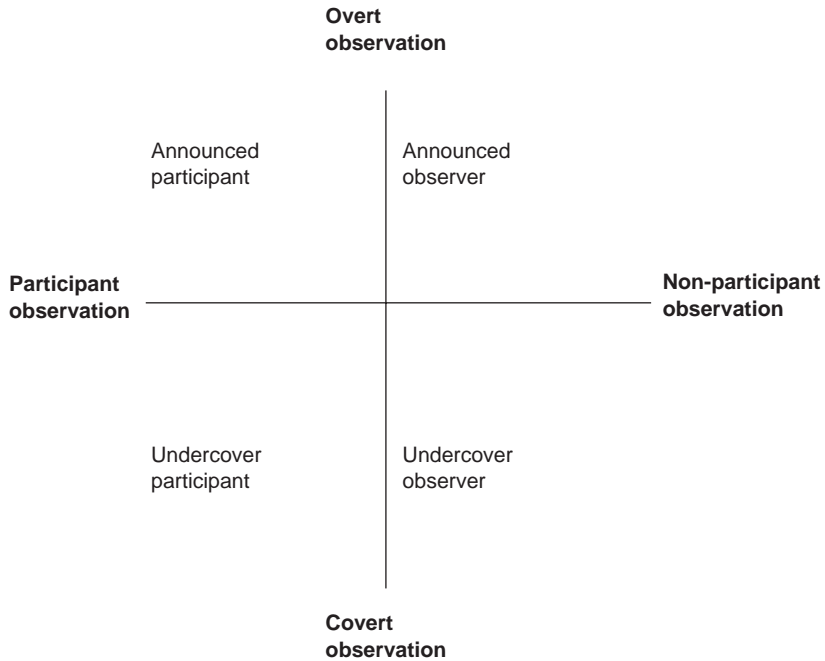 Overt
observation
Announced
participant
Announced
observer
Participant
observation
Non-participant
observation
Undercover
participant
Undercover
observer
Covert
observation